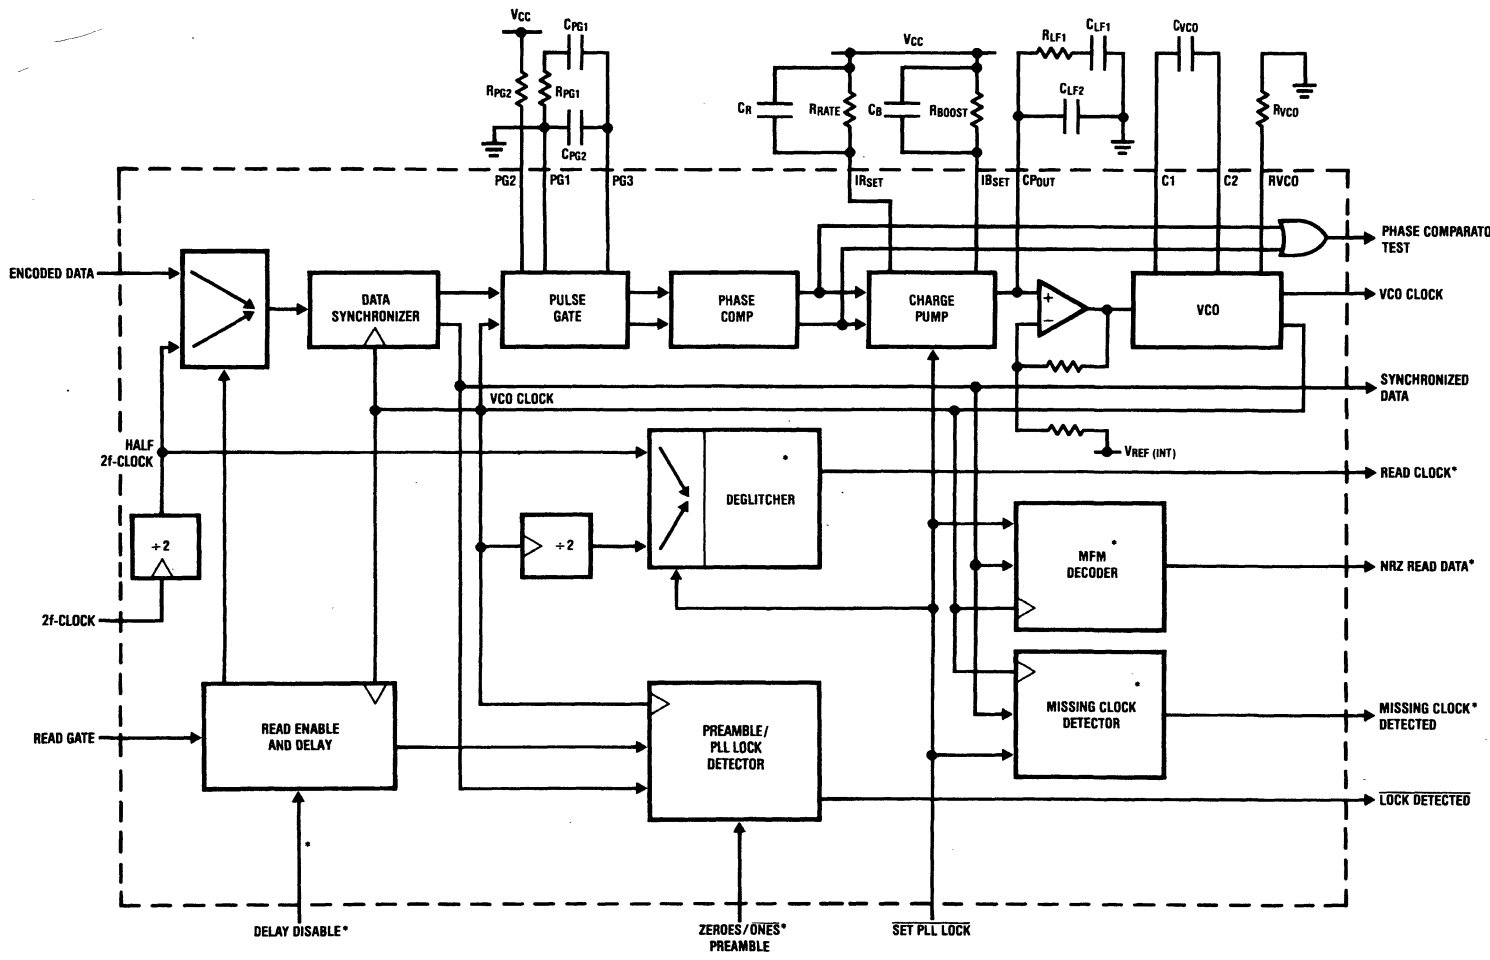 VCC
CPG1
RPG2
RPG1
CPG2
VCC
CR
RRATE
CB
RBOOST
RLF1
CLF1
CLF2
CVCO
RVCO
PG2
PG1
PG3
IRSET
IBSET
CPOUT
C1
C2
RVCO
ENCODED DATA
DATA
SYNCHRONIZER
PULSE
GATE
PHASE
COMP
CHARGE
PUMP
+
−
VCO
PHASE COMPARATO
TEST
VCO CLOCK
SYNCHRONIZED
DATA
VCO CLOCK
HALF
2f-CLOCK
VREF (INT)
*
DEGLITCHER
READ CLOCK*
÷2
÷2
*
MFM
DECODER
NRZ READ DATA*
2f-CLOCK
READ GATE
READ ENABLE
AND DELAY
PREAMBLE/
PLL LOCK
DETECTOR
*
MISSING CLOCK
DETECTOR
MISSING CLOCK*
DETECTED
LOCK DETECTED
*
DELAY DISABLE*
ZEROES/ONES*
PREAMBLE
SET PLL LOCK